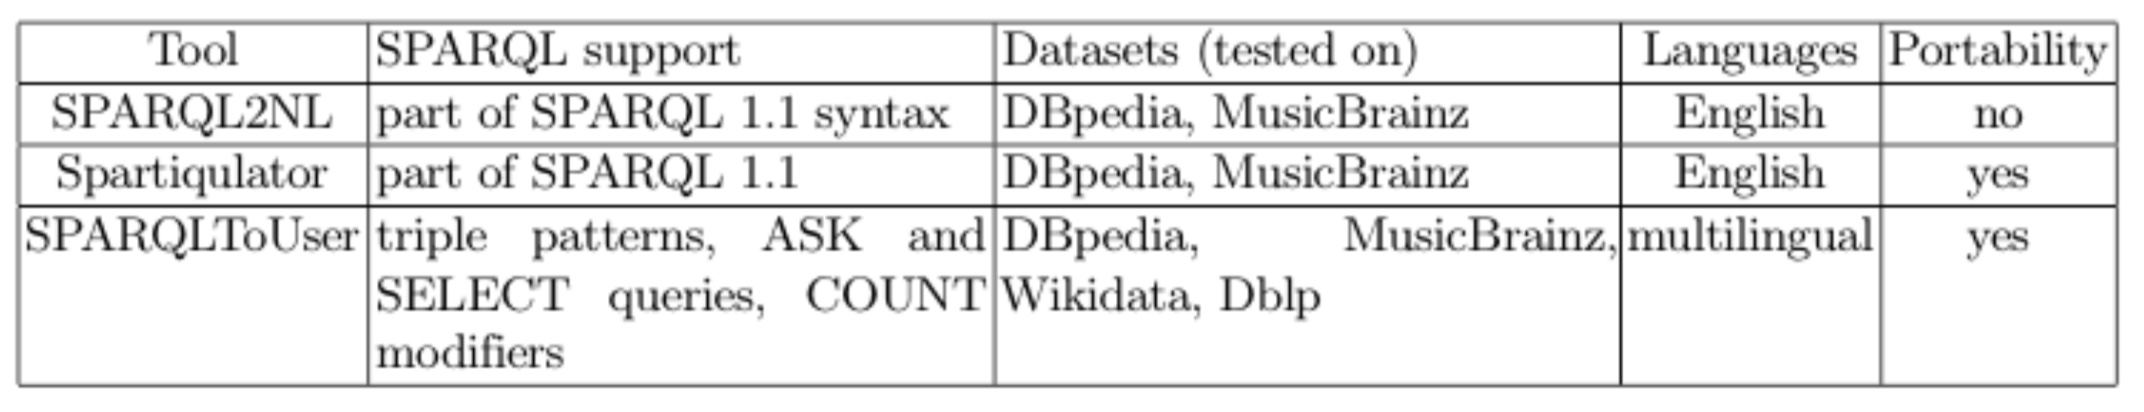 Tool SPARQL support Datasets (tested on) Languages Portability
SPARQL2NL part of SPARQL 1.1 syntax DBpedia, MusicBrainz English no
Spartiqulator part of SPARQL 1.1 DBpedia, MusicBrainz English yes
SPARQLToUser triple patterns, ASK and DBpedia, MusicBrainz, multilingual yes
SELECT queries, COUNT Wikidata, Dblp
modifiers